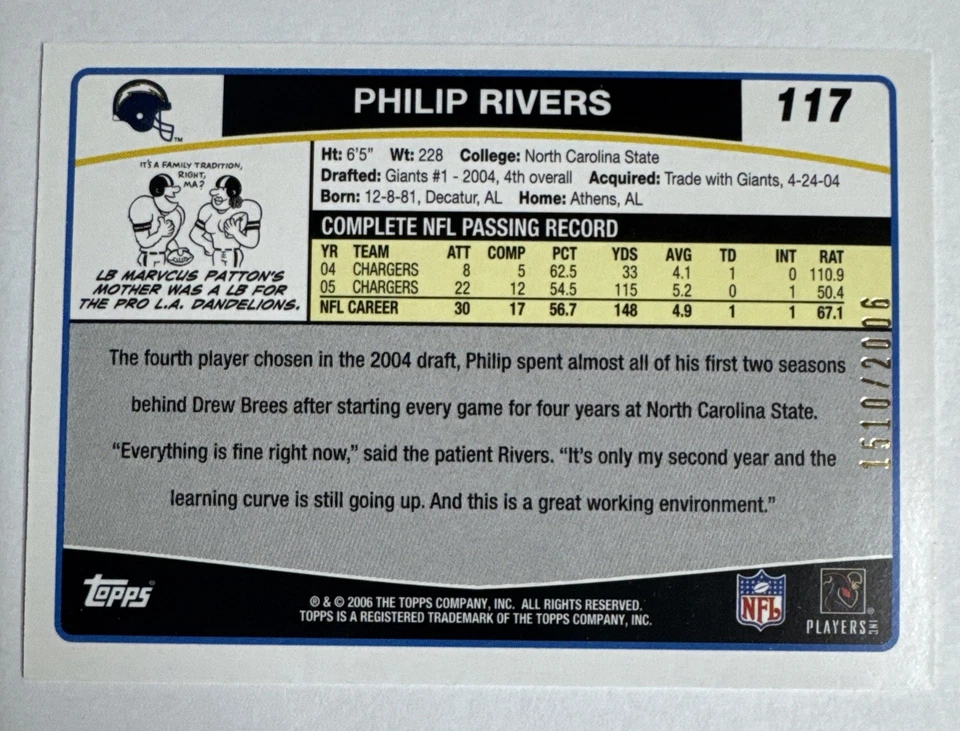 PHILIP RIVERS
117
TM
IT'S A FAMILY TRADITION,
RIGHT,
MA?
LB MARVCUS PATTON'S
MOTHER WAS A LB FOR
THE PRO L.A. DANDELIONS.
Ht: 6'5" Wt: 228 College: North Carolina State
Drafted: Giants #1 - 2004, 4th overall Acquired: Trade with Giants, 4-24-04
Born: 12-8-81, Decatur, AL Home: Athens, AL
COMPLETE NFL PASSING RECORD
YR TEAM ATT COMP PCT YDS AVG TD INT RAT
04 CHARGERS 8 5 62.5 33 4.1 1 0 110.9
05 CHARGERS 22 12 54.5 115 5.2 0 1 50.4
NFL CAREER 30 17 56.7 148 4.9 1 1 67.1
The fourth player chosen in the 2004 draft, Philip spent almost all of his first two seasons
behind Drew Brees after starting every game for four years at North Carolina State.
“Everything is fine right now,” said the patient Rivers. “It's only my second year and the
learning curve is still going up. And this is a great working environment.”
1510/2006
Topps®
® & © 2006 THE TOPPS COMPANY, INC. ALL RIGHTS RESERVED.
TOPPS IS A REGISTERED TRADEMARK OF THE TOPPS COMPANY, INC.
NFL
PLAYERS INC ®